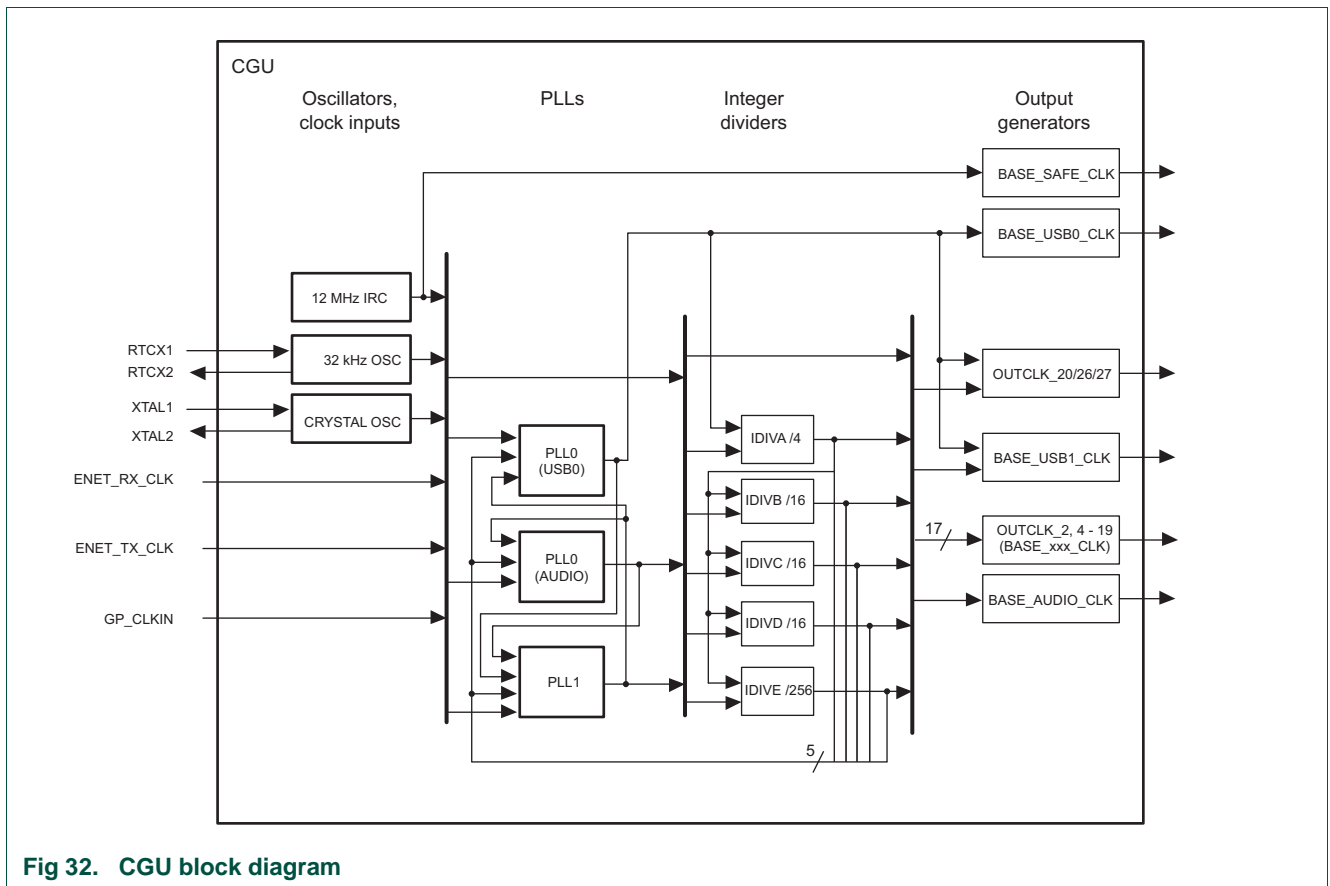 CGU
Oscillators,
clock inputs
PLLs
Integer
dividers
Output
generators
BASE_SAFE_CLK
BASE_USB0_CLK
12 MHz IRC
RTCX1
RTCX2
32 kHz OSC
OUTCLK_20/26/27
XTAL1
XTAL2
CRYSTAL OSC
PLL0
(USB0)
IDIVA /4
BASE_USB1_CLK
ENET_RX_CLK
IDIVB /16
17
OUTCLK_2, 4 - 19
(BASE_xxx_CLK)
ENET_TX_CLK
PLL0
(AUDIO)
IDIVC /16
BASE_AUDIO_CLK
GP_CLKIN
IDIVD /16
PLL1
IDIVE /256
5
Fig 32. CGU block diagram